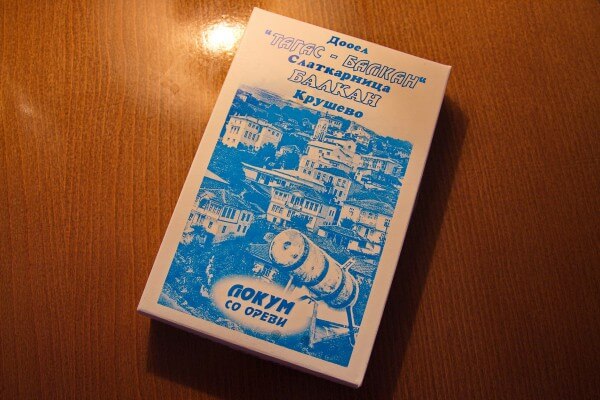 Дооел
"ТАГАС - БАЛКАН"
Слаткарница
БАЛКАН
Крушево
ЛОКУМ
СО ОРЕВИ